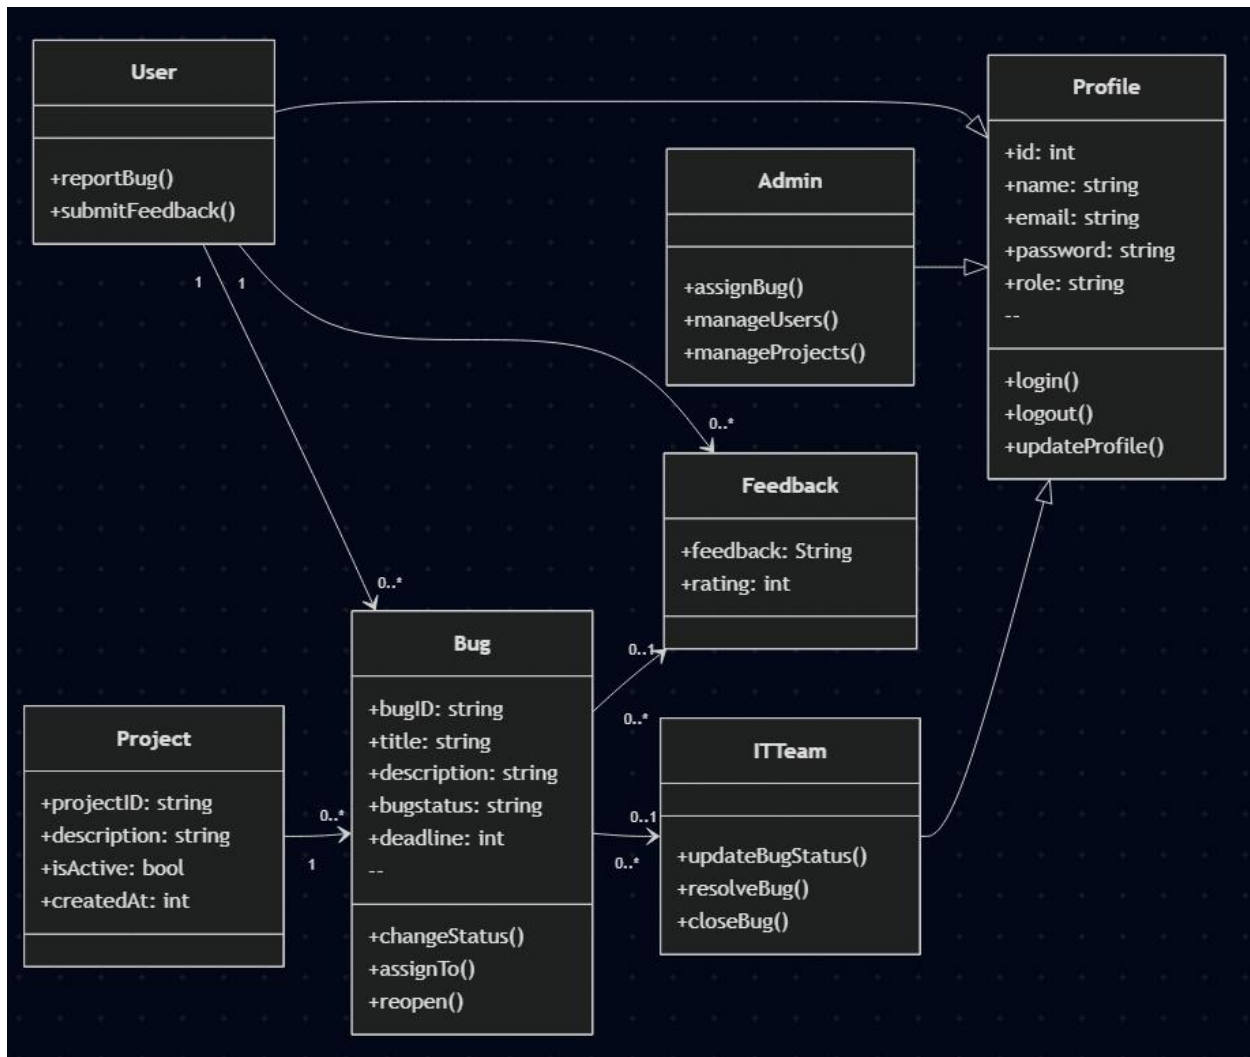 User
+reportBug()
+submitFeedback()
1
1
Profile
+id: int
+name: string
+email: string
+password: string
+role: string
--
+login()
+logout()
+updateProfile()
Admin
+assignBug()
+manageUsers()
+manageProjects()
0..*
Feedback
+feedback: String
+rating: int
0..*
Bug
+bugID: string
+title: string
+description: string
+bugstatus: string
+deadline: int
--
+changeStatus()
+assignTo()
+reopen()
0..1
0..*
Project
+projectID: string
+description: string
+isActive: bool
+createdAt: int
0..*
1
ITTeam
+updateBugStatus()
+resolveBug()
+closeBug()
0..1
0..*